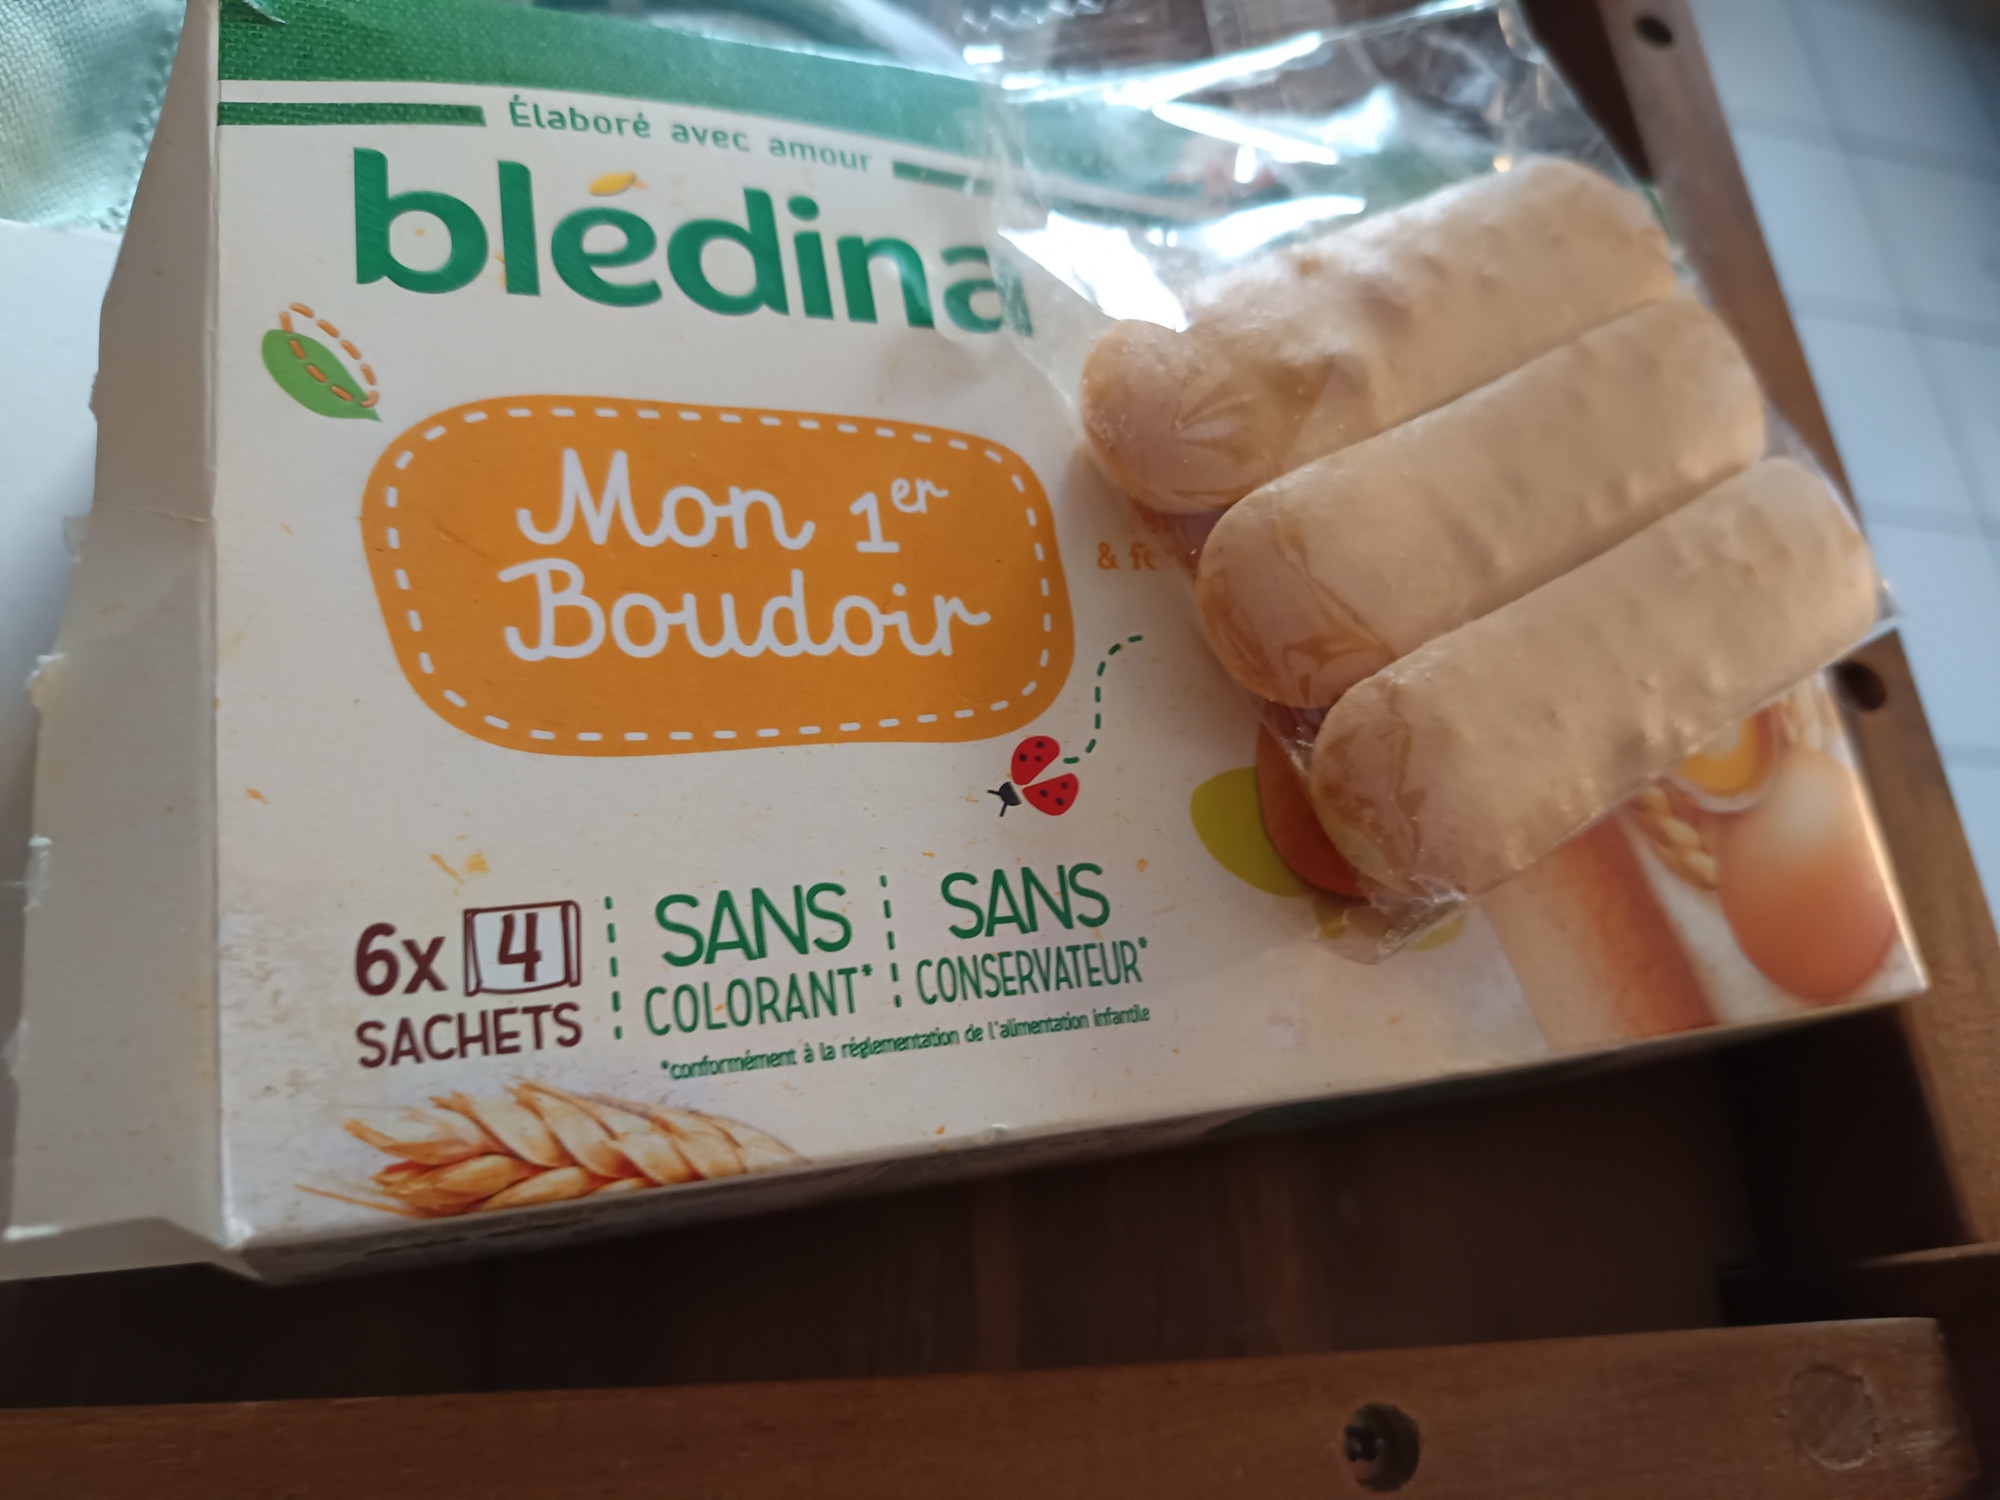 Élaboré avec amour
blédina
Mon 1er
Boudoir
&
6x 4
SACHETS
SANS
COLORANT*
SANS
CONSERVATEUR*
*conformément à la réglementation de l'alimentation infantile